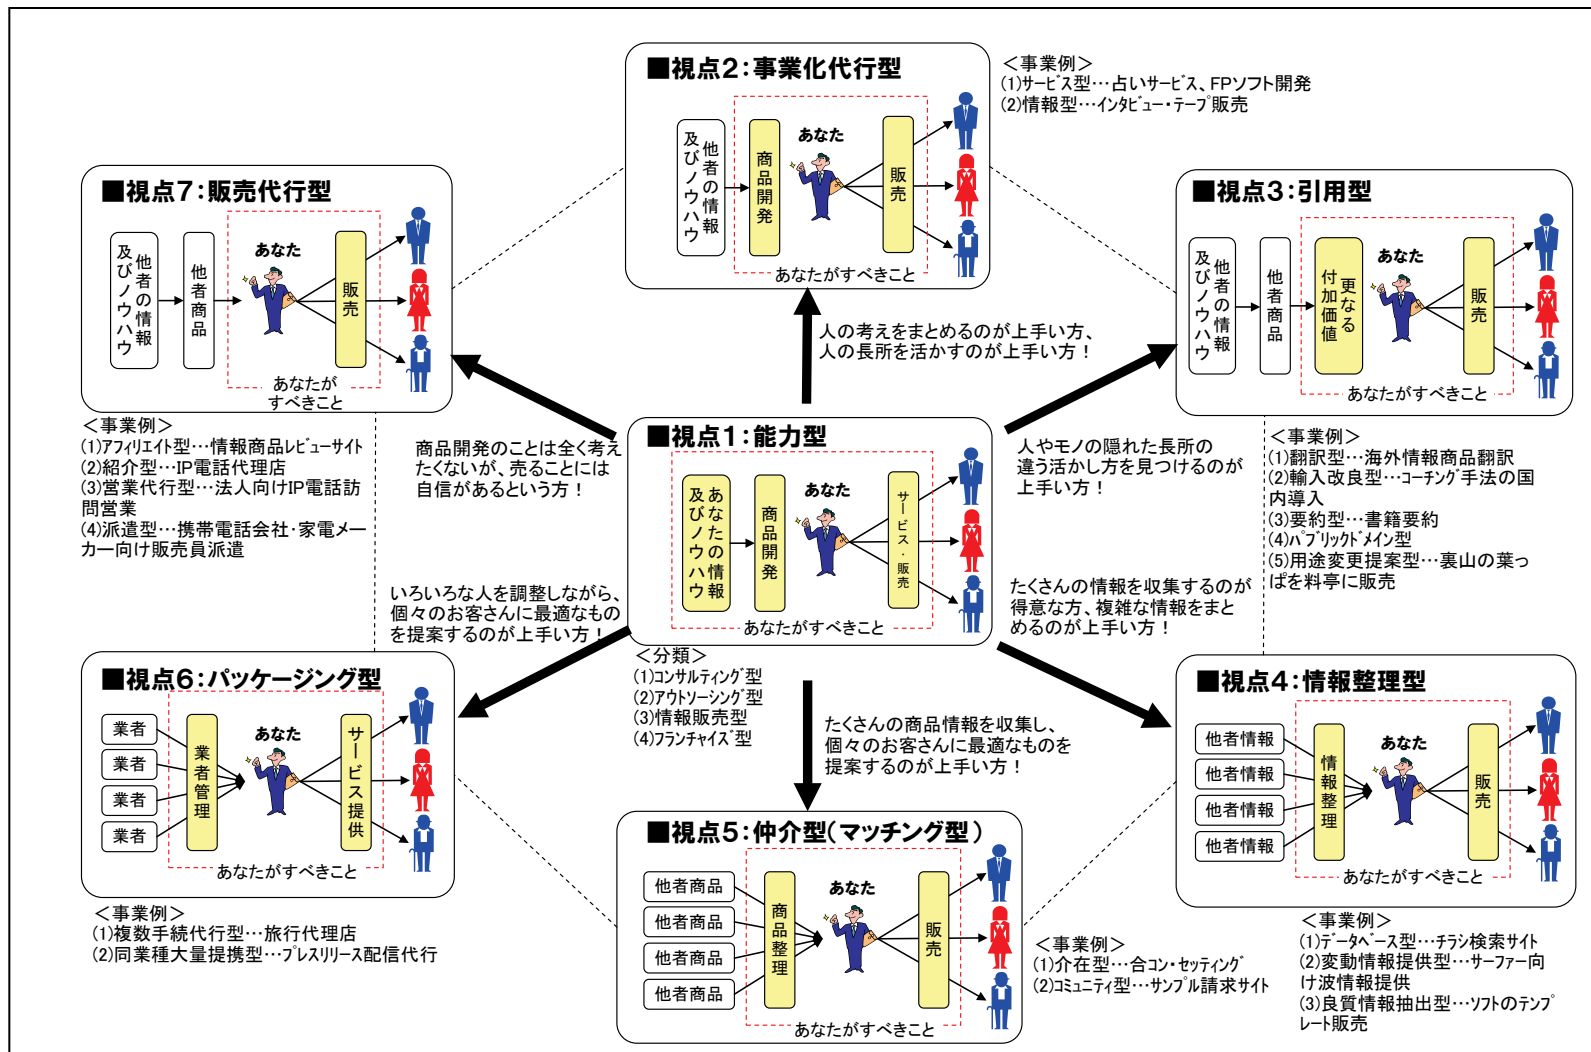 ■視点2：事業化代行型
他者の情報
及びノウハウ
商品開発
あなた
販売
あなたがすべきこと
＜事業例＞
(1)サービス型…占いサービス、FPソフト開発
(2)情報型…インタビュー・テープ販売
■視点7：販売代行型
他者の情報
及びノウハウ
他者商品
あなた
販売
あなたが
すべきこと
＜事業例＞
(1)アフィリエイト型…情報商品レビューサイト
(2)紹介型…IP電話代理店
(3)営業代行型…法人向けIP電話訪
問営業
(4)派遣型…携帯電話会社・家電メー
カー向け販売員派遣
■視点3：引用型
他者の情報
及びノウハウ
他者商品
更なる
付加価値
あなた
販売
あなたがすべきこと
＜事業例＞
(1)翻訳型…海外情報商品翻訳
(2)輸入改良型…コーチング手法の国
内導入
(3)要約型…書籍要約
(4)パブリックドメイン型
(5)用途変更提案型…裏山の葉っ
ぱを料亭に販売
人の考えをまとめるのが上手い方、
人の長所を活かすのが上手い方！
商品開発のことは全く考え
たくないが、売ることには
自信があるという方！
人やモノの隠れた長所の
違う活かし方を見つけるのが
上手い方！
■視点1：能力型
あなたの情報
及びノウハウ
商品開発
あなた
サービス・販売
あなたがすべきこと
＜分類＞
(1)コンサルティング型
(2)アウトソーシング型
(3)情報販売型
(4)フランチャイズ型
いろいろな人を調整しながら、
個々のお客さんに最適なもの
を提案するのが上手い方！
たくさんの情報を収集するのが
得意な方、複雑な情報をまと
めるのが上手い方！
たくさんの商品情報を収集し、
個々のお客さんに最適なものを
提案するのが上手い方！
■視点6：パッケージング型
業者
業者
業者
業者
業者管理
あなた
サービス提供
あなたがすべきこと
＜事業例＞
(1)複数手続代行型…旅行代理店
(2)同業種大量提携型…プレスリリース配信代行
■視点5：仲介型（マッチング型）
他者商品
他者商品
他者商品
他者商品
商品整理
あなた
販売
あなたがすべきこと
＜事業例＞
(1)介在型…合コン・セッティング
(2)コミュニティ型…サンプル請求サイト
■視点4：情報整理型
他者情報
他者情報
他者情報
他者情報
情報整理
あなた
販売
あなたがすべきこと
＜事業例＞
(1)データベース型…チラシ検索サイト
(2)変動情報提供型…サーファー向
け波情報提供
(3)良質情報抽出型…ソフトのテンプ
レート販売